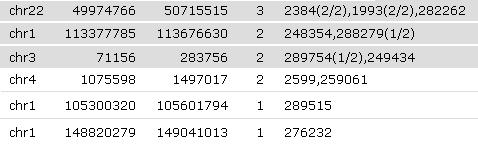 chr22 49974766 50715515 3 2384(2/2),1993(2/2),282262
chr1 113377785 113676630 2 248354,288279(1/2)
chr3 71156 283756 2 289754(1/2),249434
chr4 1075598 1497017 2 2599,259061
chr1 105300320 105601794 1 289515
chr1 148820279 149041013 1 276232